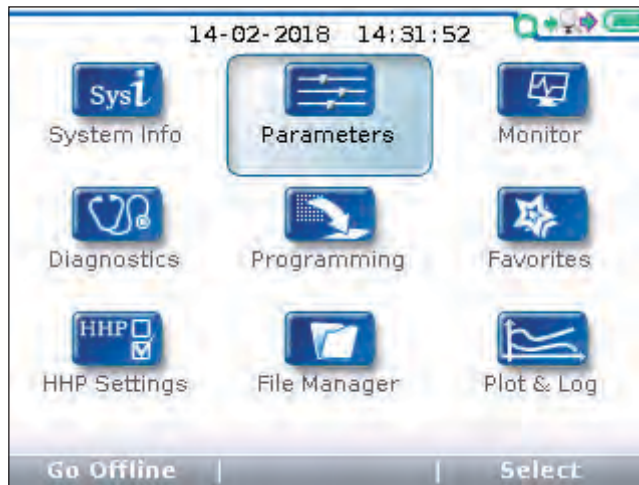 14-02-2018 14:31:52
Sysi
System Info Parameters Monitor
Diagnostics Programming Favorites
HHP
HHP Settings File Manager Plot & Log
Go Offline Select